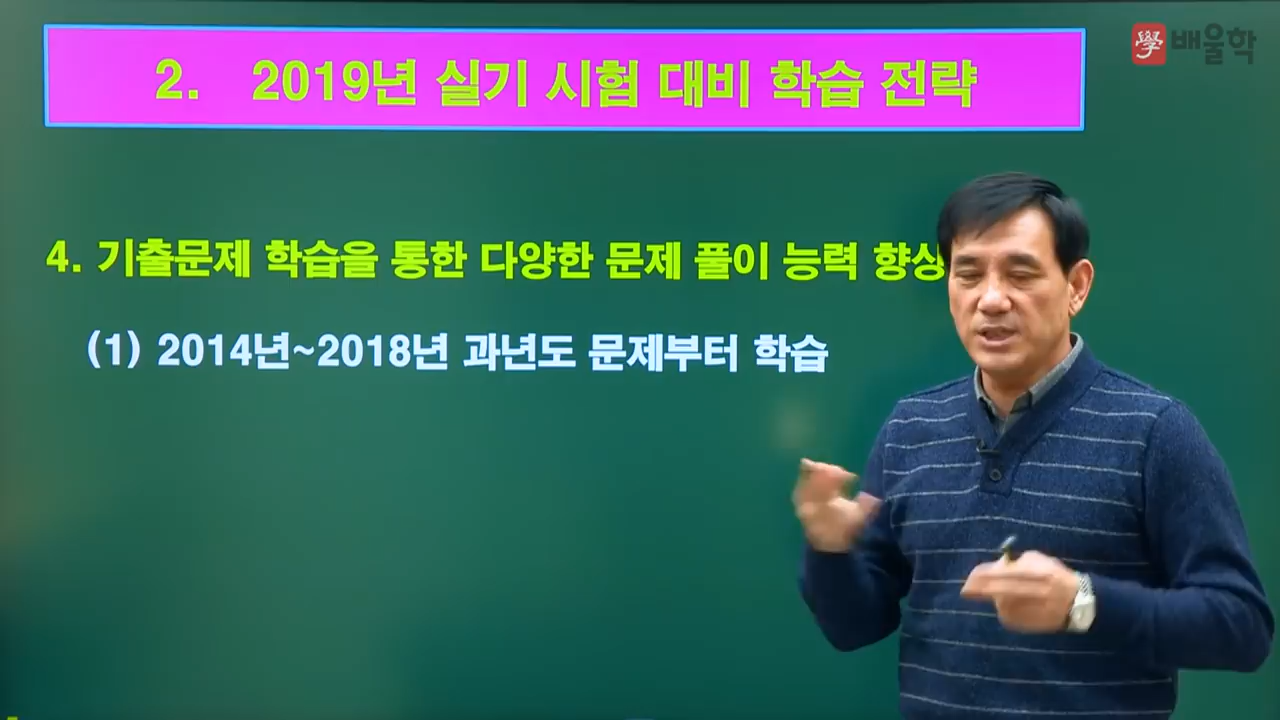 學 배울학
2. 2019년 실기 시험 대비 학습 전략
4. 기출문제 학습을 통한 다양한 문제 풀이 능력 향상
(1) 2014년~2018년 과년도 문제부터 학습